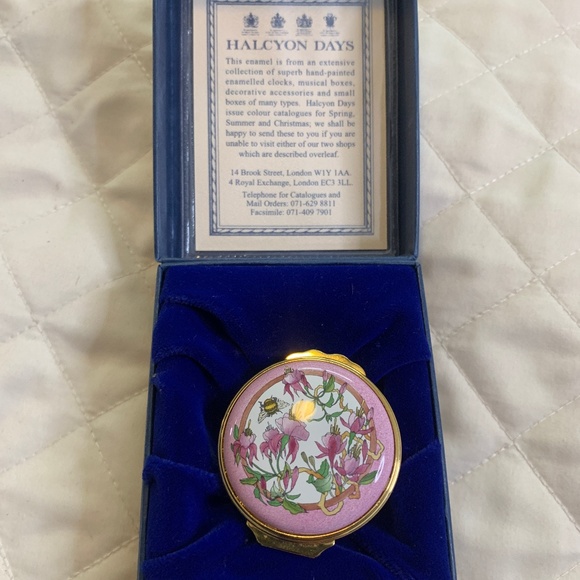 HALCYON DAYS
This enamel is from an extensive
collection of superb hand-painted
enamelled clocks, musical boxes,
decorative accessories and small
boxes of many types. Halcyon Days
issue colour catalogues for Spring,
Summer and Christmas; we shall be
happy to send these to you if you are
unable to visit either of our two shops
which are described overleaf.
14 Brook Street, London W1Y 1AA.
4 Royal Exchange, London EC3 3LL.
Telephone for Catalogues and
Mail Orders: 071-629 8811
Facsimile: 071-409 7901